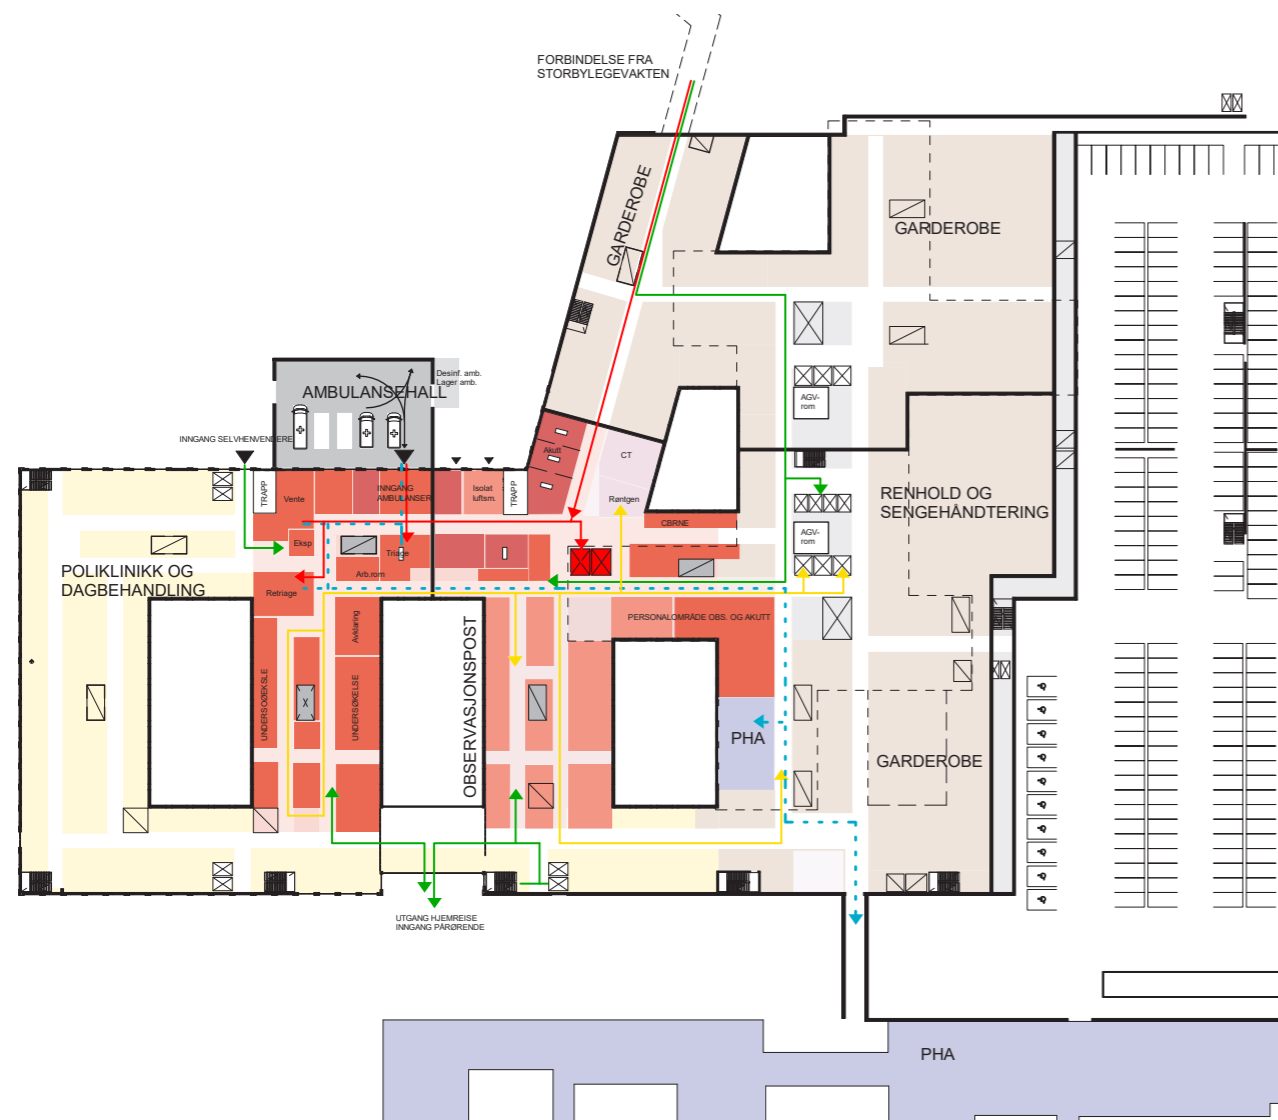 FORBINDELSE FRA
STORBYLEGEVAKTEN
GARDEROBE
GARDEROBE
AMBULANSEHALL
Desinf. amb.
Lager amb.
AGV-
rom
INNGANG SELVHENVENDERE
TRAPP
Vente
INNGANG
AMBULANSER
Isolat
luftsm.
TRAPP
Akutt
CT
Røntgen
CBRNE
RENHOLD OG
SENGEHÅNDTERING
AGV-
rom
Eksp
Triage
Arb.rom
POLIKLINIKK OG
DAGBEHANDLING
Retriage
Avklaring
UNDERSOØEKSLE
UNDERSØKELSE
OBSERVASJONSPOST
PERSONALOMRÅDE OBS. OG AKUTT
PHA
GARDEROBE
UTGANG HJEMREISE
INNGANG PÅRØRENDE
PHA